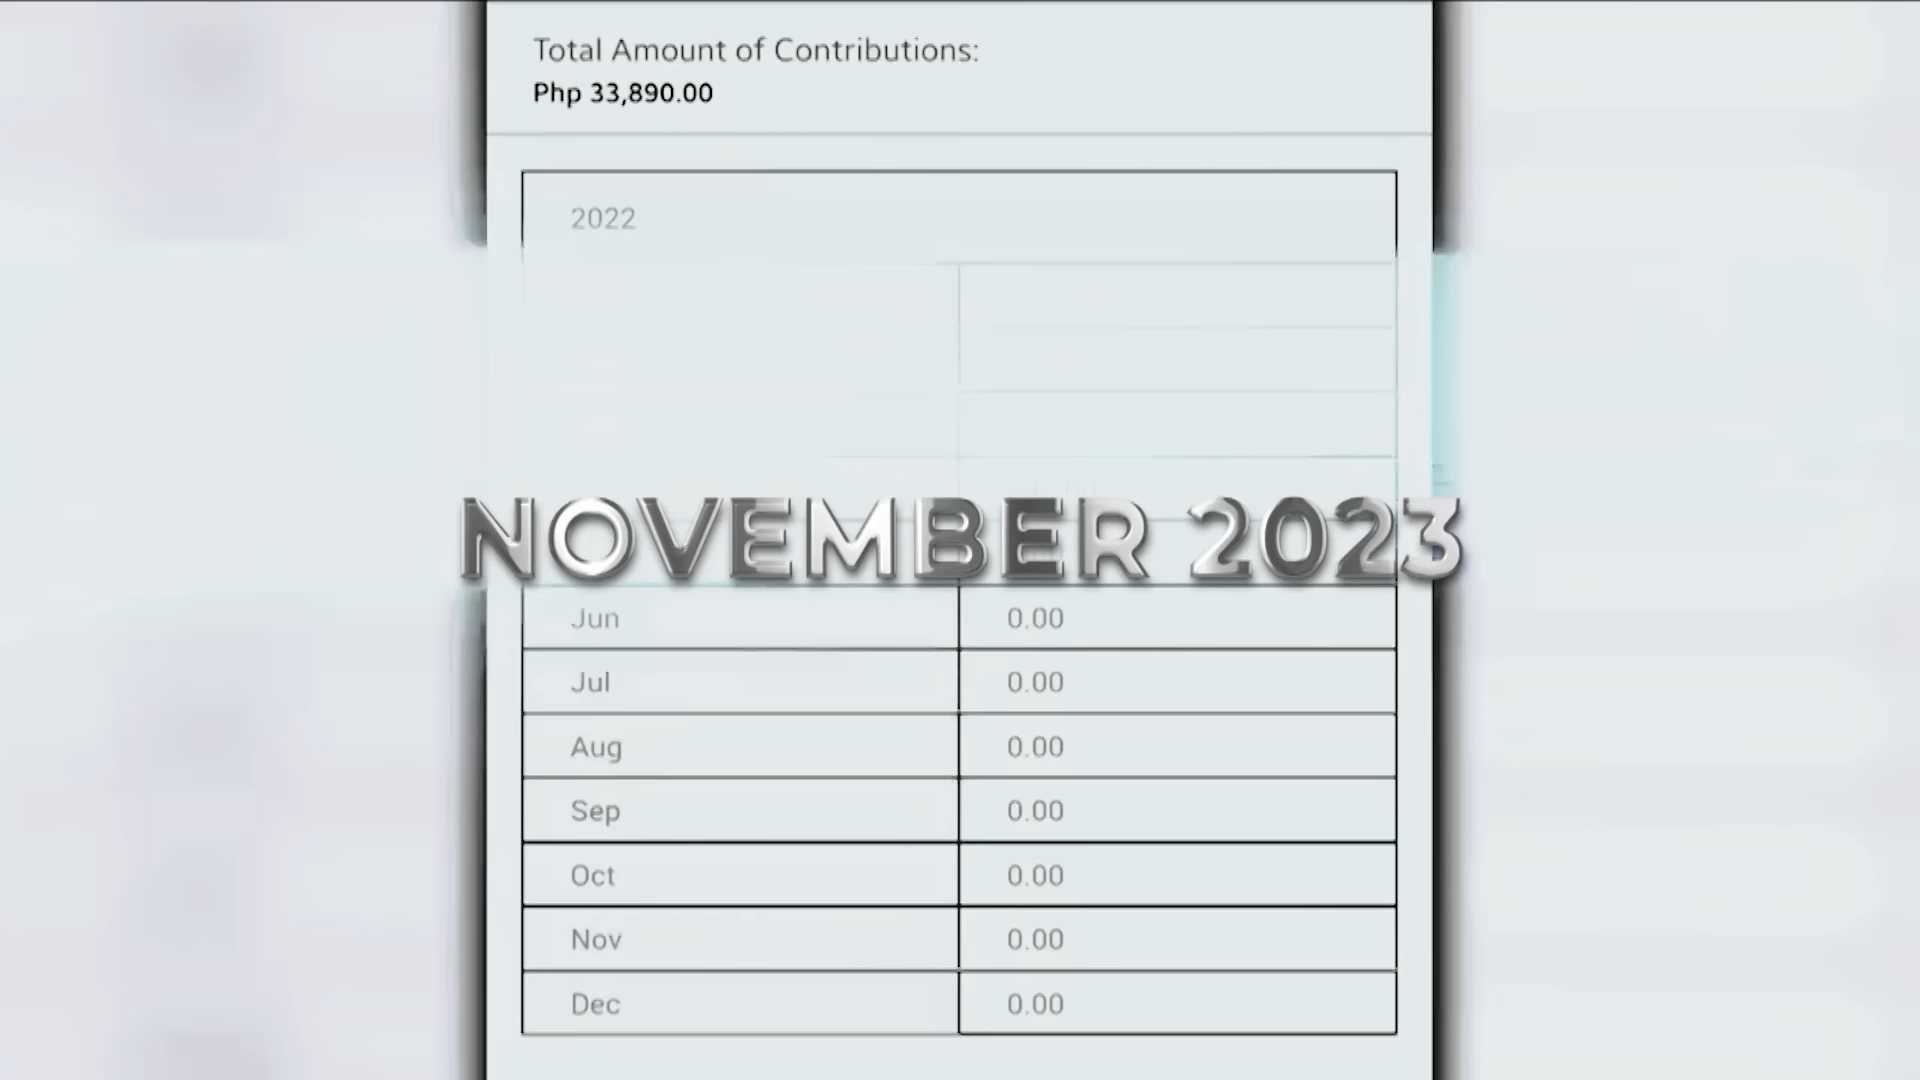 Total Amount of Contributions:
Php 33,890.00
2022
NOVEMBER 2023
Jun 0.00
Jul 0.00
Aug 0.00
Sep 0.00
Oct 0.00
Nov 0.00
Dec 0.00